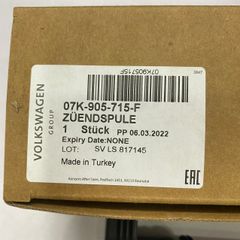 07K905715F
VOLKSWAGEN
GROUP
07K-905-715-F
ZÜENDSPULE
1 Stück PP 06.03.2022
Expiry Date:NONE
LOT: SV LS 817145
Made in Turkey
EAC